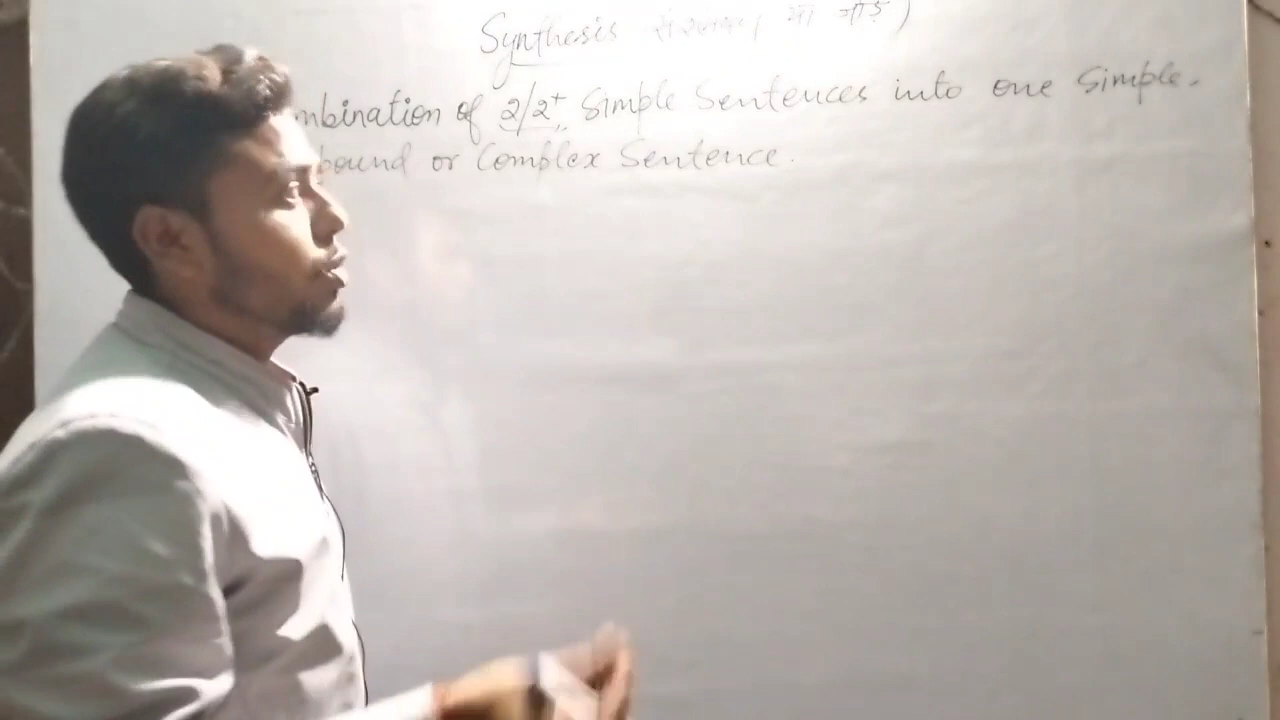 Synthesis या जोड़)
mbination of 2/2+ Simple Sentences into one Simple.
bound or Complex Sentence.